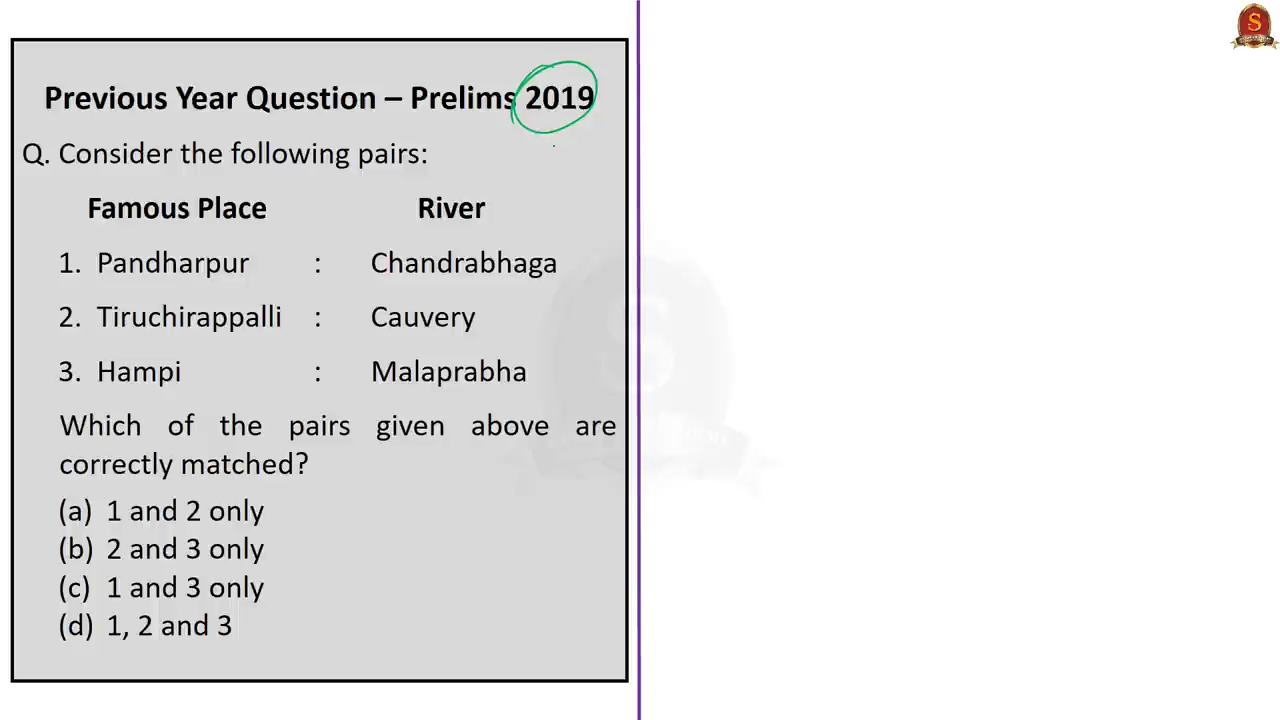 S
Previous Year Question – Prelims 2019
Q. Consider the following pairs:
Famous Place River
1. Pandharpur : Chandrabhaga
2. Tiruchirappalli : Cauvery
3. Hampi : Malaprabha
Which of the pairs given above are
correctly matched?
(a) 1 and 2 only
(b) 2 and 3 only
(c) 1 and 3 only
(d) 1, 2 and 3